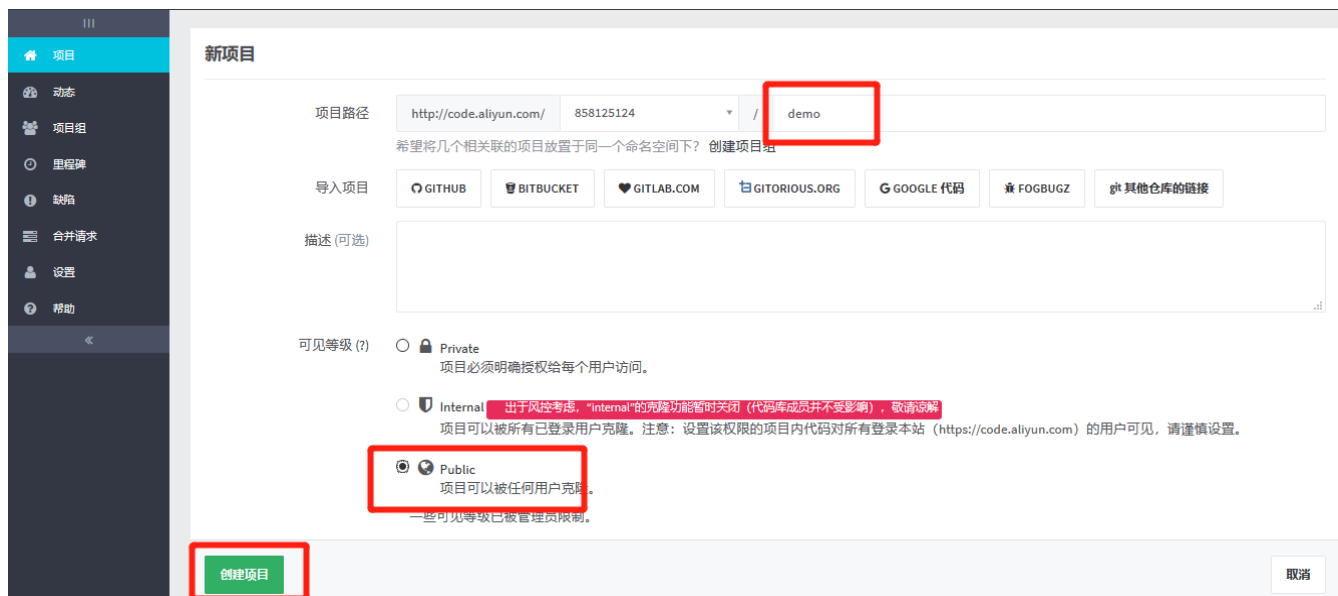 项目
动态
项目组
里程碑
缺陷
合并请求
设置
帮助
新项目
项目路径 http://code.aliyun.com/ 858125124 / demo
希望将几个相关联的项目放置于同一个命名空间下？ 创建项目组
导入项目 GITHUB BITBUCKET GITLAB.COM GITORIOUS.ORG GOOGLE 代码 FOGBUGZ git 其他仓库的链接
描述 (可选)
可见等级 (?) Private
项目必须明确授权给每个用户访问。
Internal 出于风控考虑，“internal”的克隆功能暂时关闭（代码库成员并不受影响），敬请谅解
项目可以被所有已登录用户克隆。注意：设置该权限的项目内代码对所有登录本站（https://code.aliyun.com）的用户可见，请谨慎设置。
Public
项目可以被任何用户克隆。
一些可见等级已被管理员限制。
创建项目 取消